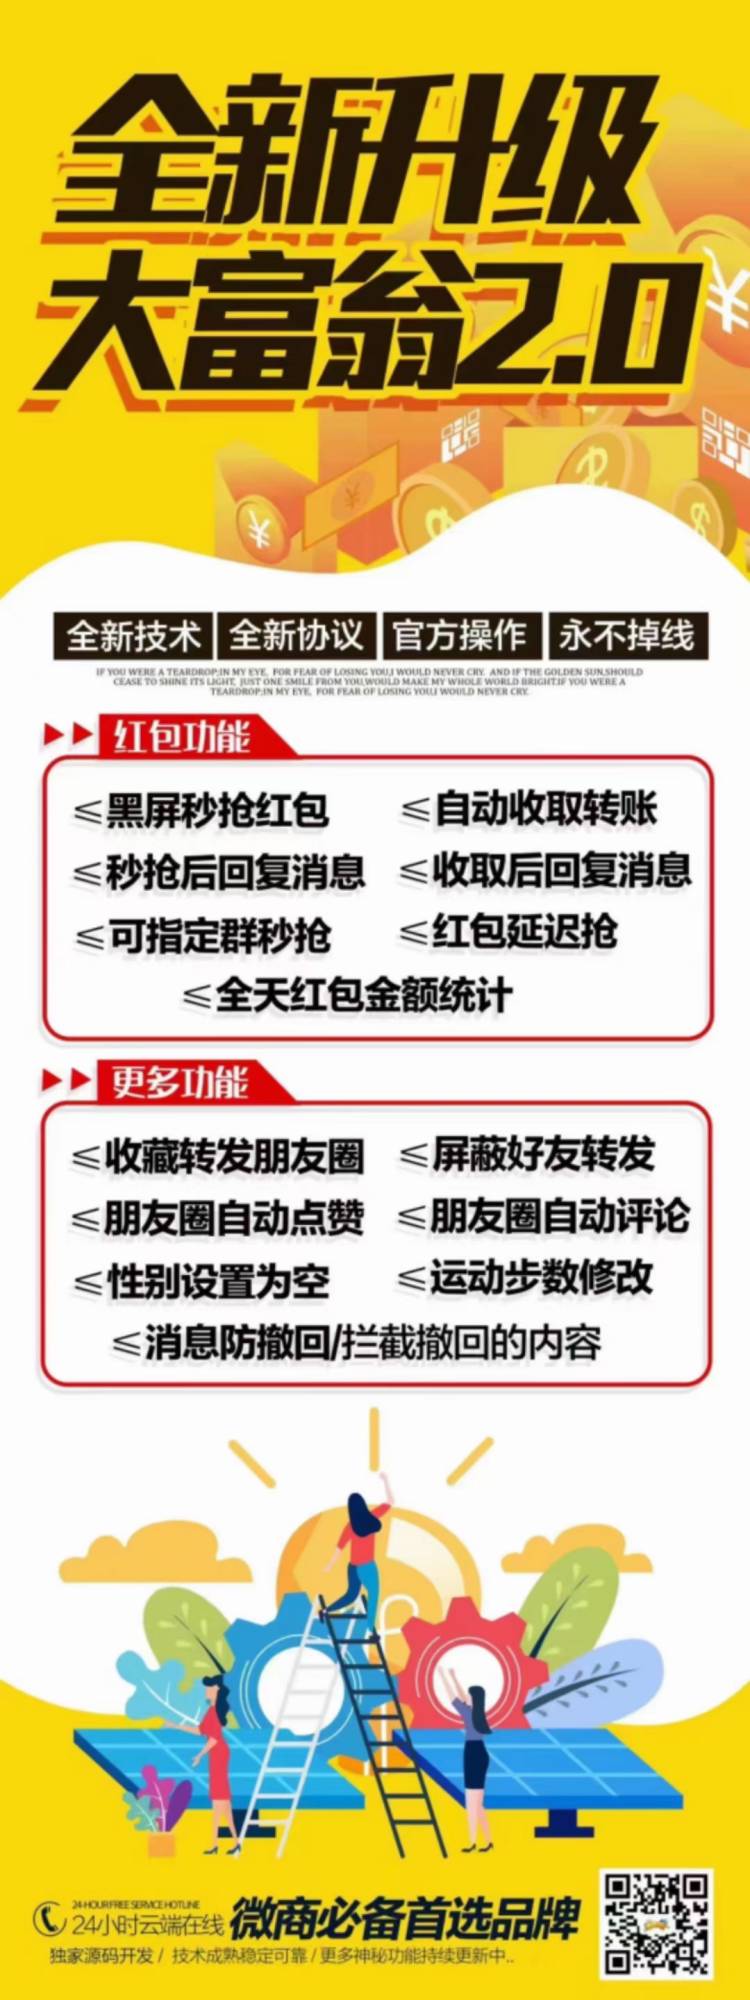 全新升级
大富翁2.0
全新技术 全新协议 官方操作 永不掉线
IF YOU WERE A TEARDROP;IN MY EYE, FOR FEAR OF LOSING YOU,I WOULD NEVER CRY. AND IF THE GOLDEN SUN,SHOULD
CEASE TO SHINE ITS LIGHT, JUST ONE SMILE FROM YOU,WOULD MAKE MY WHOLE WORLD BRIGHT.IF YOU WERE A
TEARDROP;IN MY EYE, FOR FEAR OF LOSING YOU,I WOULD NEVER CRY.
红包功能
≤黑屏秒抢红包 ≤自动收取转账
≤秒抢后回复消息 ≤收取后回复消息
≤可指定群秒抢 ≤红包延迟抢
≤全天红包金额统计
更多功能
≤收藏转发朋友圈 ≤屏蔽好友转发
≤朋友圈自动点赞 ≤朋友圈自动评论
≤性别设置为空 ≤运动步数修改
≤消息防撤回/拦截撤回的内容
24-HOUR FREE SERVICE HOTLINE
24小时云端在线 微商必备首选品牌
独家源码开发 / 技术成熟稳定可靠 / 更多神秘功能持续更新中..